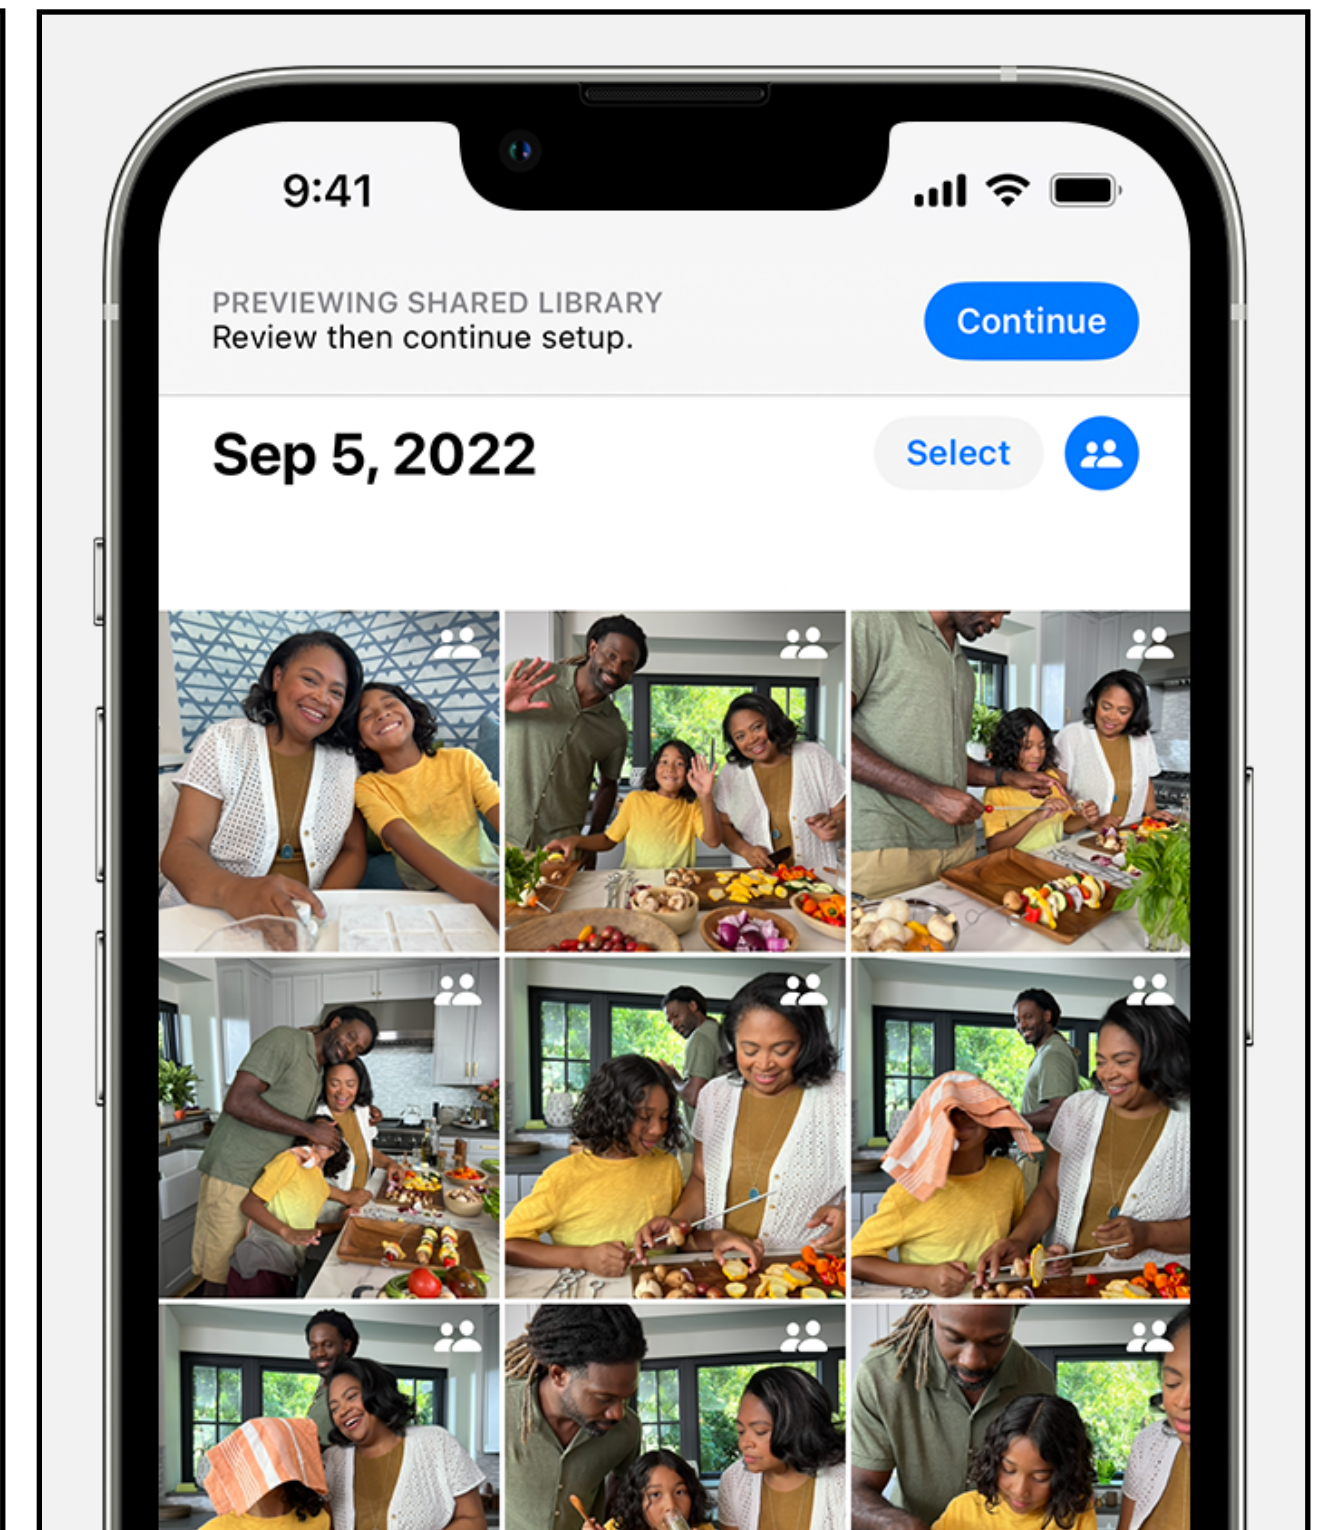 9:41
PREVIEWING SHARED LIBRARY
Review then continue setup.
Continue
Sep 5, 2022
Select